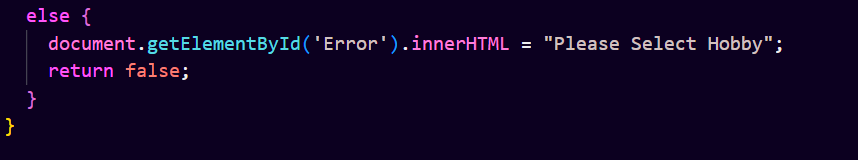 else {
document.getElementById('Error').innerHTML = "Please Select Hobby";
return false;
}
}